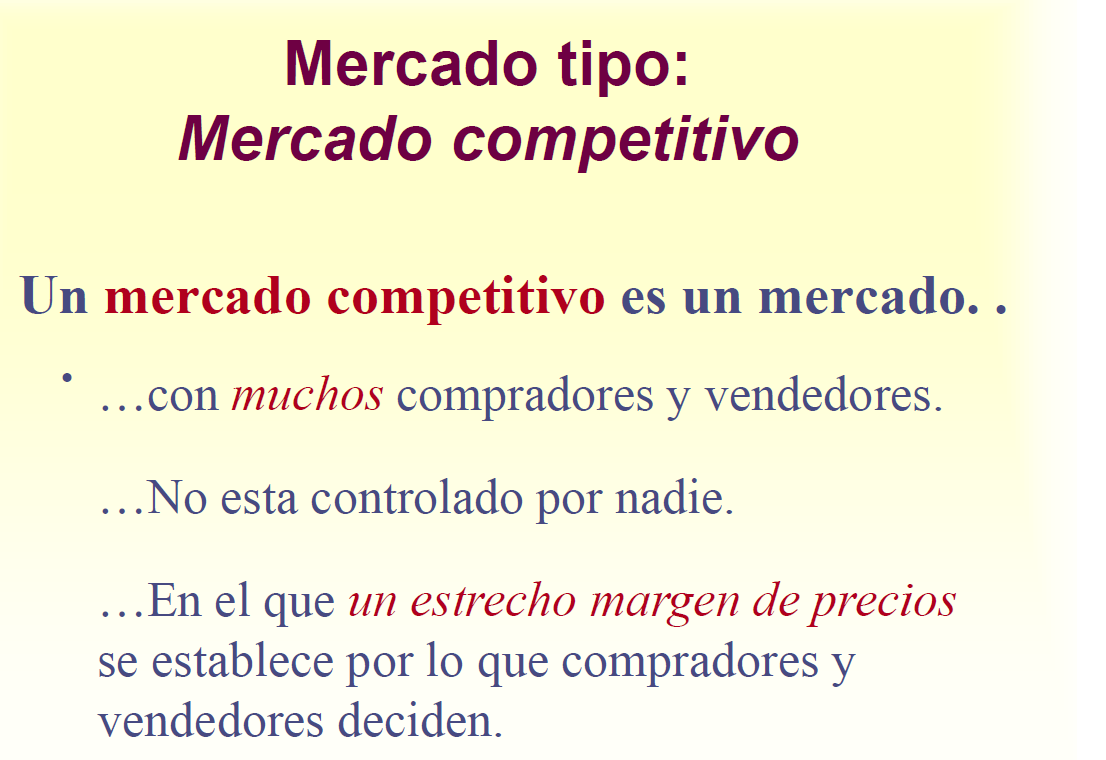 Mercado tipo:
Mercado competitivo
Un mercado competitivo es un mercado. .
• …con muchos compradores y vendedores.
…No esta controlado por nadie.
…En el que un estrecho margen de precios
se establece por lo que compradores y
vendedores deciden.